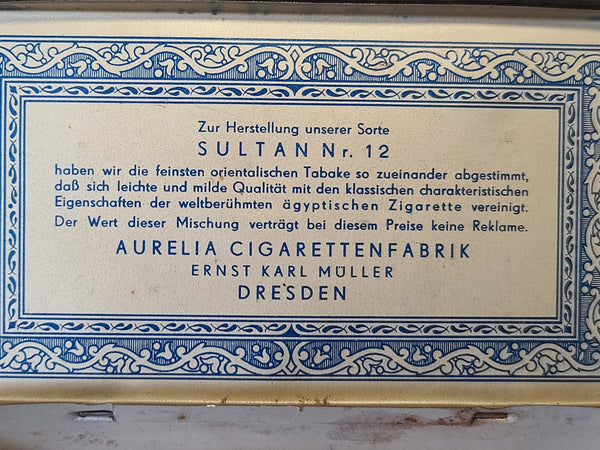 Zur Herstellung unserer Sorte
SULTAN Nr. 12
haben wir die feinsten orientalischen Tabake so zueinander abgestimmt,
daß sich leichte und milde Qualität mit den klassischen charakteristischen
Eigenschaften der weltberühmten ägyptischen Zigarette vereinigt.
Der Wert dieser Mischung verträgt bei diesem Preise keine Reklame.
AURELIA CIGARETTENFABRIK
ERNST KARL MÜLLER
DRESDEN